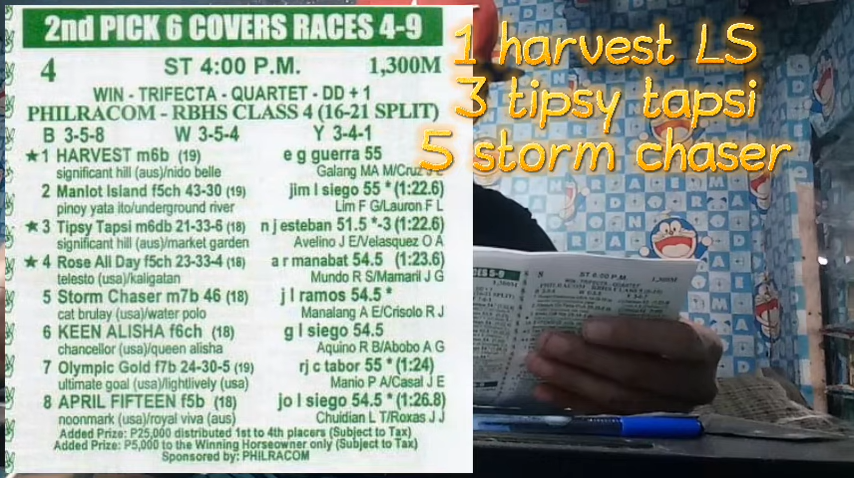 2nd PICK 6 COVERS RACES 4-9
4 ST 4:00 P.M. 1,300M
WIN - TRIFECTA - QUARTET - DD + 1
PHILRACOM - RBHS CLASS 4 (16-21 SPLIT)
B 3-5-8 W 3-5-4 Y 3-4-1
★1 HARVEST m6b (19) e g guerra 55
significant hill (aus)/nido belle Galang MA M/Cruz J E
2 Manlot Island f5ch 43-30 (19) jim l siego 55 * (1:22.6)
pinoy yata ito/underground river Lim F G/Lauron F L
★3 Tipsy Tapsi m6db 21-33-6 (18) n j esteban 51.5 *-3 (1:22.6)
significant hill (aus)/market garden Avelino J E/Velasquez O A
★4 Rose All Day f5ch 23-33-4 (18) a r manabat 54.5 (1:23.6)
telesto (usa)/kaligatan Mundo R S/Mamaril J G
5 Storm Chaser m7b 46 (18) j l ramos 54.5 *
cat brulay (usa)/water polo Manalang A E/Crisolo R J
6 KEEN ALISHA f6ch (18) g l siego 54.5
chancellor (usa)/queen alisha Aquino R B/Abobo A G
7 Olympic Gold f7b 24-30-5 (19) rj c tabor 55 * (1:24)
ultimate goal (usa)/lightlively (usa) Manio P A/Casal J E
8 APRIL FIFTEEN f5b (18) jo l siego 54.5 * (1:26.8)
noonmark (usa)/royal viva (aus) Chuidian L T/Roxas J J
Added Prize: P25,000 distributed 1st to 4th placers (Subject to Tax)
Added Prize: P5,000 to the Winning Horseowner only (Subject to Tax)
Sponsored by: PHILRACOM
1 harvest LS
3 tipsy tapsi
5 storm chaser
8 ST 6:00 P.M. 1,300M